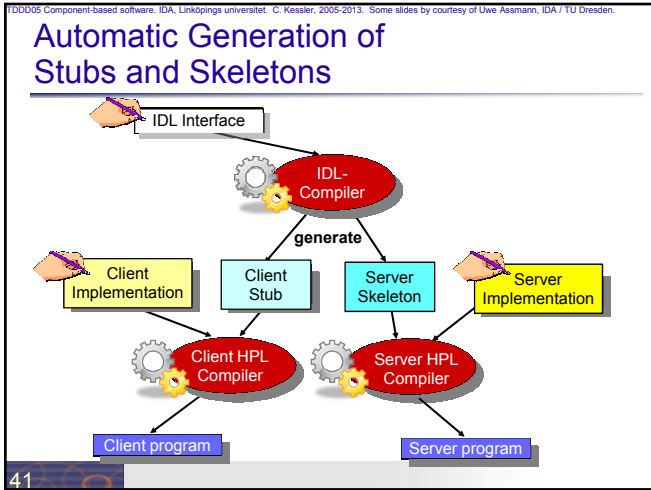 TDDD05 Component-based software. IDA, Linköpings universitet. C. Kessler, 2005-2013. Some slides by courtesy of Uwe Assmann, IDA / TU Dresden.
Automatic Generation of
Stubs and Skeletons
IDL Interface
IDL-
Compiler
generate
Client
Implementation
Client
Stub
Server
Skeleton
Server
Implementation
Client HPL
Compiler
Server HPL
Compiler
Client program
Server program
41